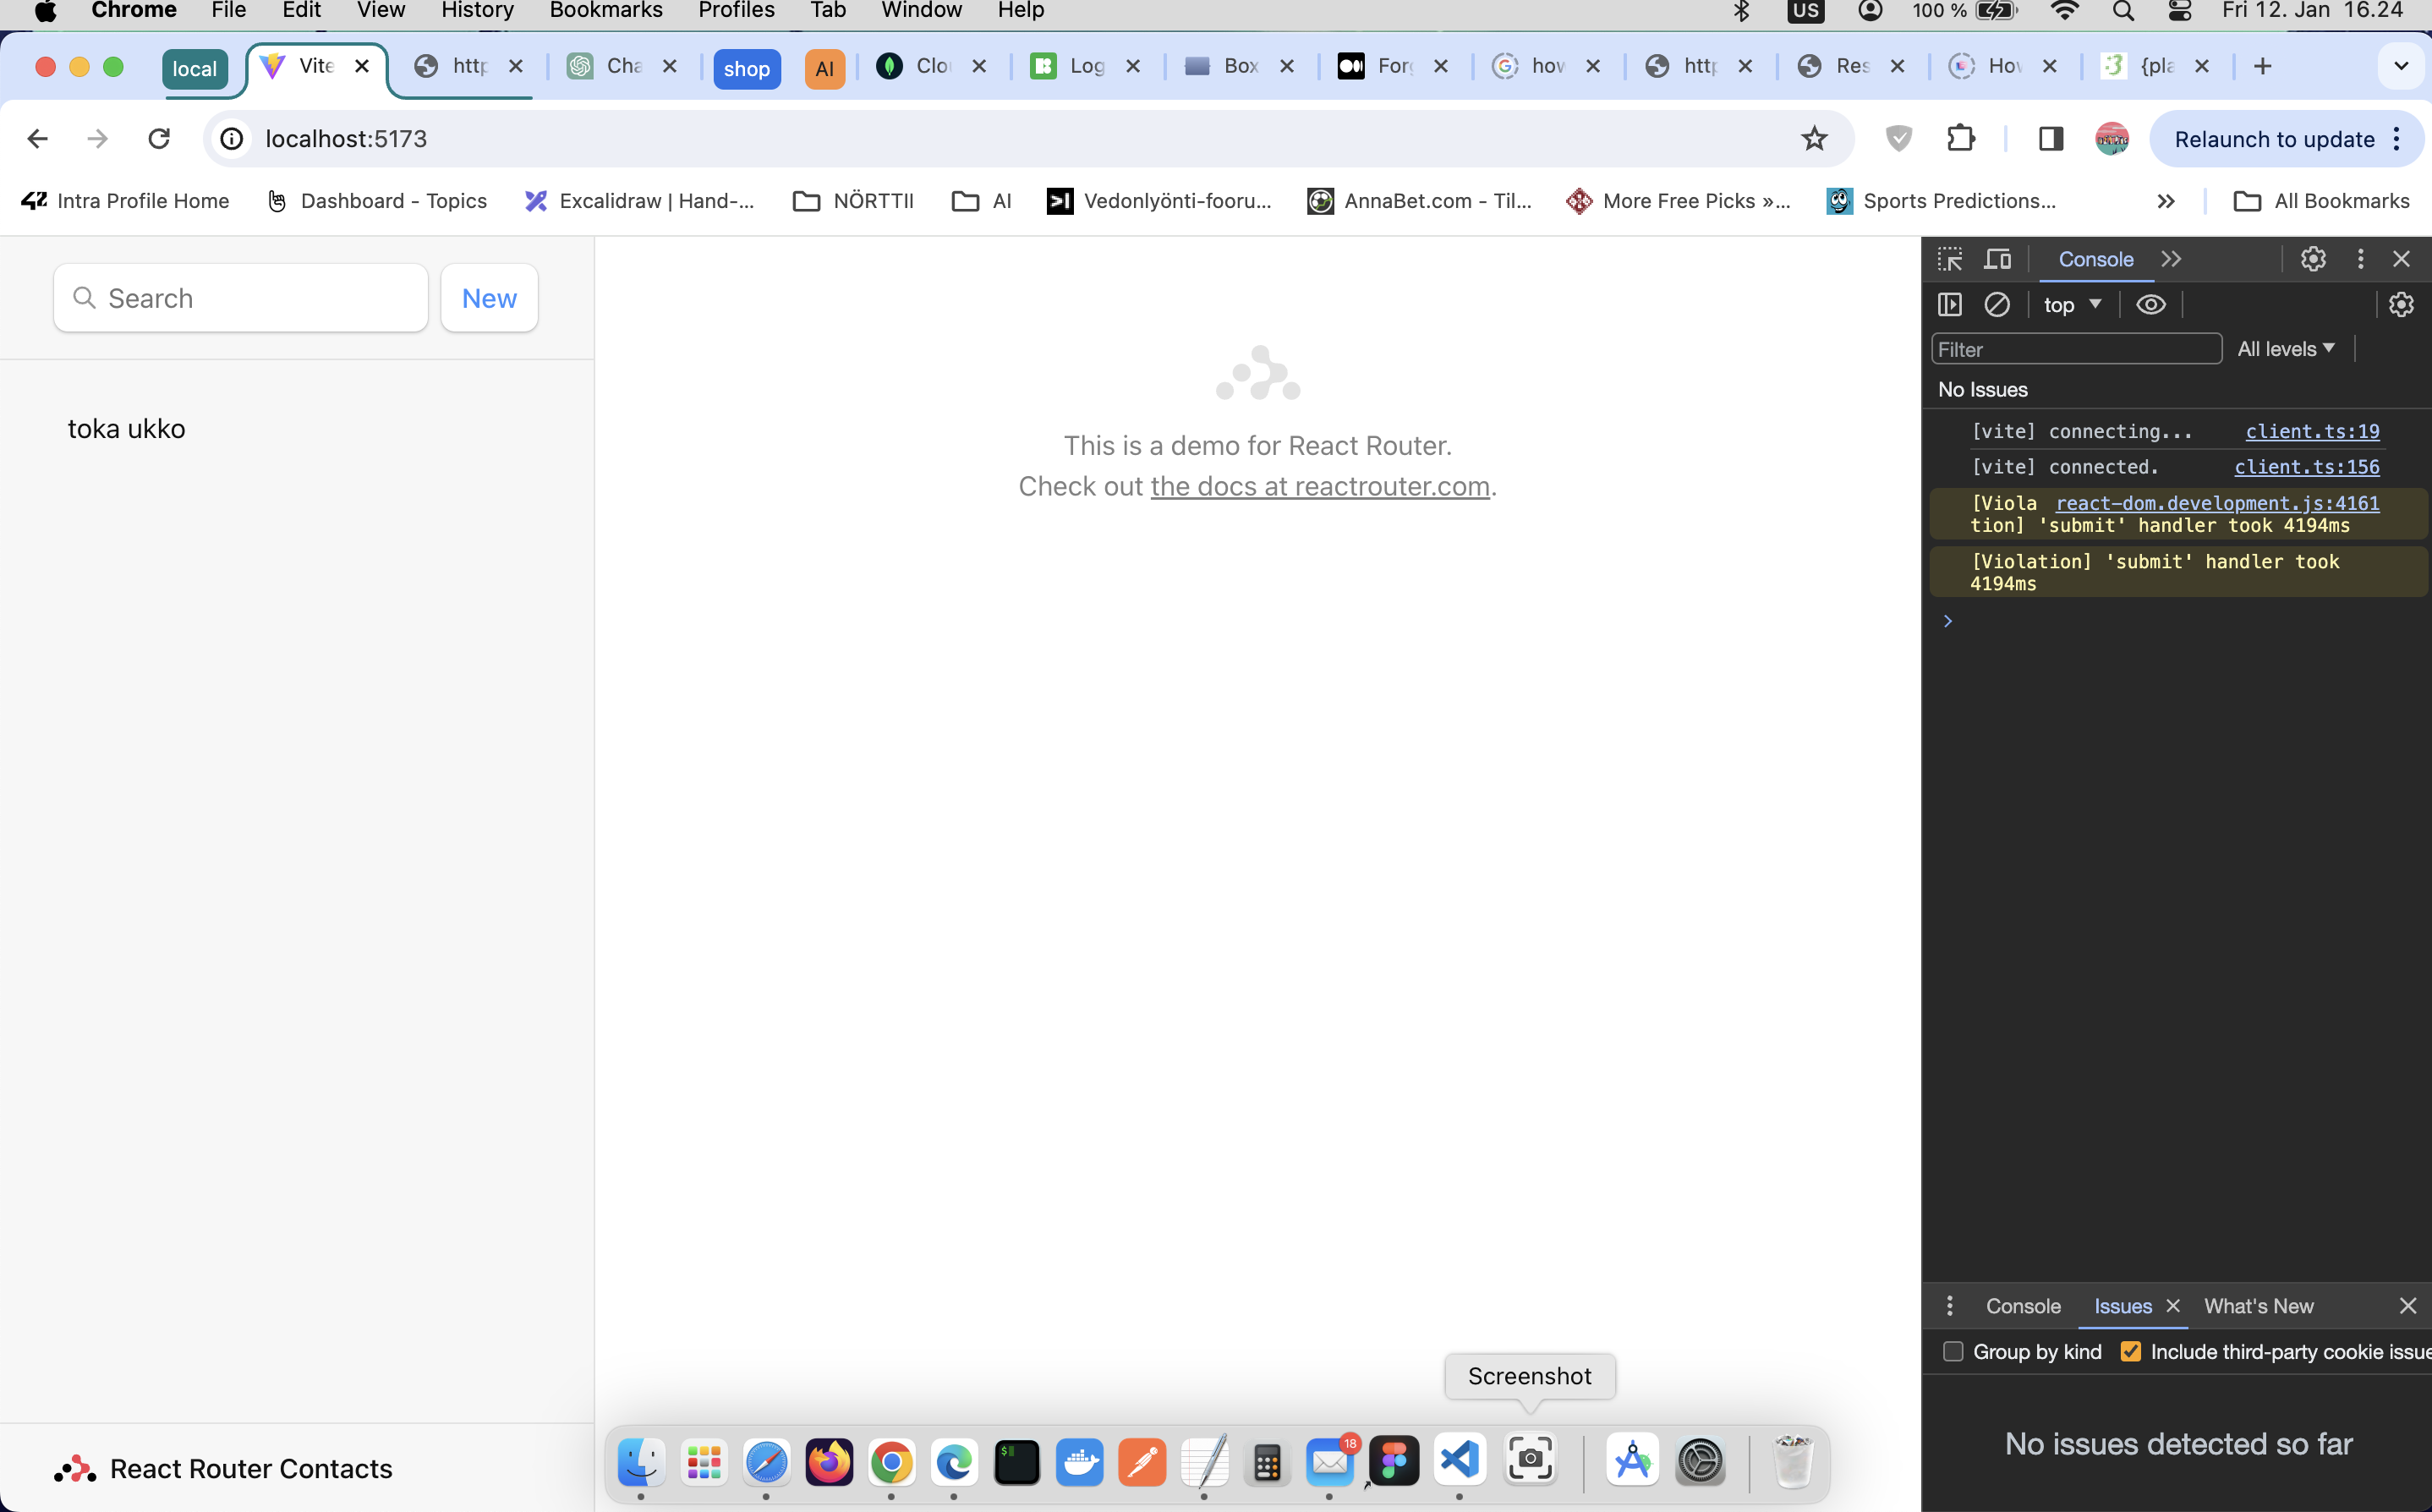 Chrome File Edit View History Bookmarks Profiles Tab Window Help US 100 % Fri 12. Jan 16.24
local Vite http Cha shop AI Clou Log Box Forg how http Res How {pla
localhost:5173 Relaunch to update
Intra Profile Home Dashboard - Topics Excalidraw | Hand-... NÖRTTII AI Vedonlyönti-fooru... AnnaBet.com - Til... More Free Picks »... Sports Predictions... All Bookmarks
Search New
toka ukko
React Router Contacts
This is a demo for React Router.
Check out the docs at reactrouter.com.
Console
top
Filter All levels
No Issues
[vite] connecting... client.ts:19
[vite] connected. client.ts:156
[Viola react-dom.development.js:4161
tion] 'submit' handler took 4194ms
[Violation] 'submit' handler took
4194ms
Console Issues What's New
Group by kind Include third-party cookie issue
No issues detected so far
Screenshot
18